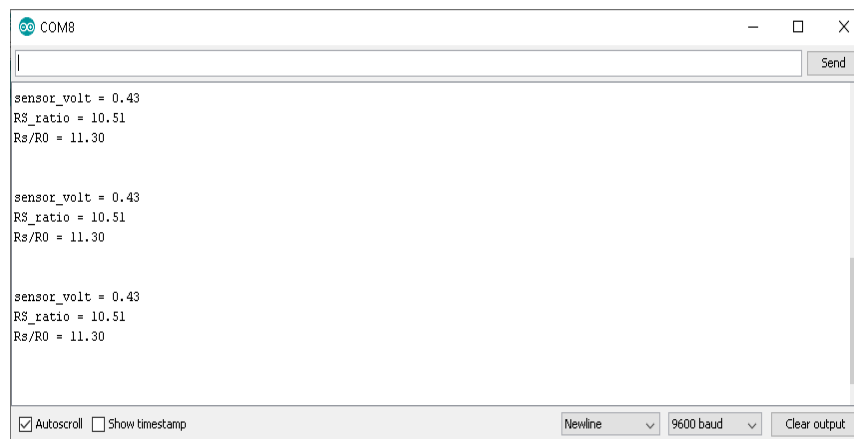 COM8
Send
sensor_volt = 0.43
RS_ratio = 10.51
Rs/R0 = 11.30
sensor_volt = 0.43
RS_ratio = 10.51
Rs/R0 = 11.30
sensor_volt = 0.43
RS_ratio = 10.51
Rs/R0 = 11.30
Autoscroll Show timestamp Newline 9600 baud Clear output